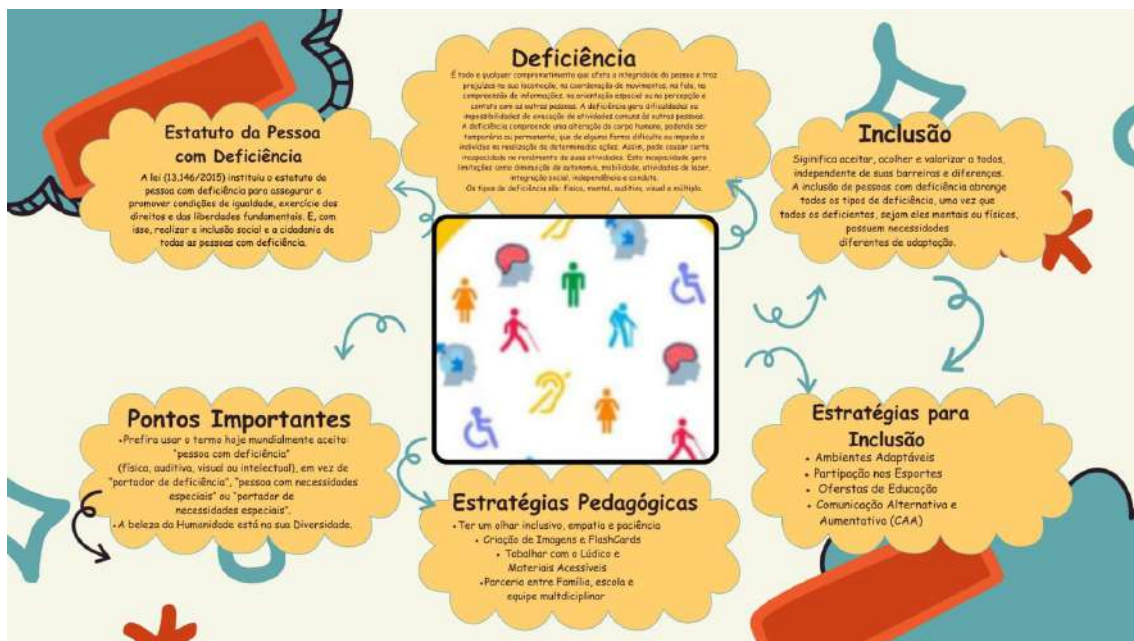 Deficiência
É todo e qualquer comprometimento que afeta a integridade da pessoa e traz
prejuízos na sua locomoção, na coordenação de movimentos, na fala, na
compreensão de informações, na orientação espacial ou na percepção e
contato com as outras pessoas. A deficiência gera dificuldades ou
impossibilidades de execução de atividades comuns às outras pessoas.
A deficiência compreende uma alteração do corpo humano, podendo ser
temporária ou permanente, que de alguma forma dificulta ou impeda o
indivíduo na realização de determinadas ações. Assim, pode causar certa
incapacidade no rendimento de suas atividades. Esta incapacidade gera
limitações como diminuição da autonomia, mobilidade, atividades de lazer,
integração social, independência e conduta.
Os tipos de deficiência são: física, mental, auditiva, visual e múltipla.
Estatuto da Pessoa
com Deficiência
A lei (13.146/2015) instituiu o estatuto da
pessoa com deficiência para assegurar e
promover condições de igualdade, exercício dos
direitos e das liberdades fundamentais. E, com
isso, realizar a inclusão social e a cidadania de
todas as pessoas com deficiência.
Inclusão
Siginifica aceitar, acolher e valorizar a todos,
independente de suas barreiras e diferenças.
A inclusão de pessoas com deficiência abrange
todos os tipos de deficiência, uma vez que
todos os deficientes, sejam eles mentais ou físicos,
possuem necessidades
diferentes de adaptação.
Pontos Importantes
•Prefira usar o termo hoje mundialmente aceito:
"pessoa com deficiência"
(física, auditiva, visual ou intelectual), em vez de
"portador de deficiência", "pessoa com necessidades
especiais" ou "portador de
necessidades especiais".
•A beleza da Humanidade está na sua Diversidade.
Estratégias Pedagógicas
•Ter um olhar inclusivo, empatia e paciência
• Criação de Imagens e FlashCards
• Tabalhar com o Lúdico e
Materiais Acessíveis
•Parceria entre Família, escola e
equipe multdiciplinar
Estratégias para
Inclusão
• Ambientes Adaptáveis
• Partipação nos Esportes
• Oferstas de Educação
• Comunicação Alternativa e
Aumentativa (CAA)